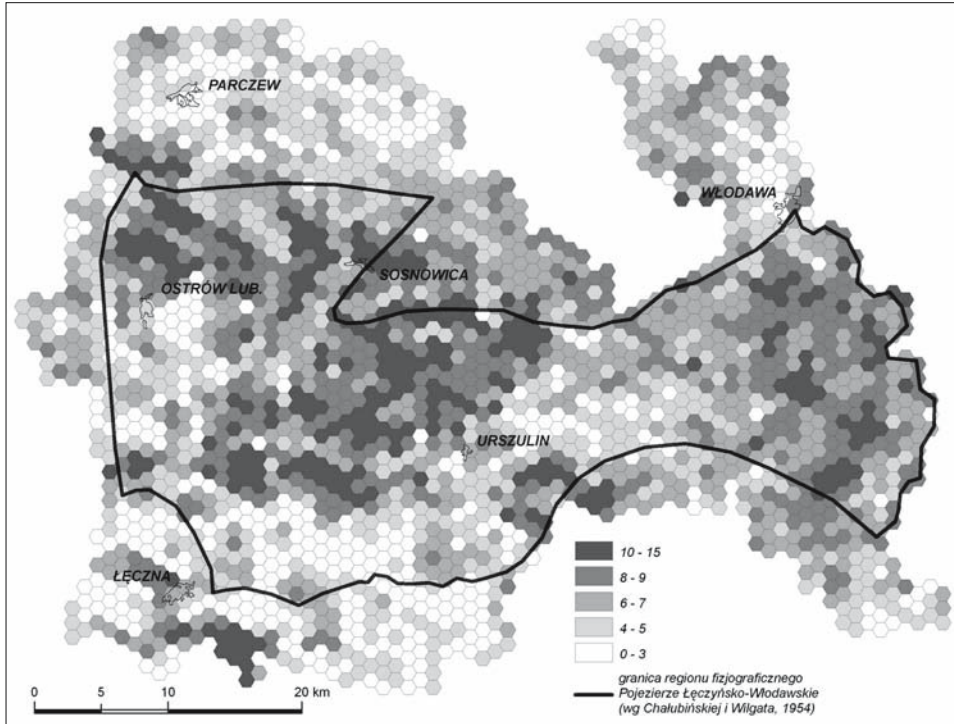 PARCZEW
WŁODAWA
SOSNOWICA
OSTRÓW LUB.
URSZULIN
ŁĘCZNA
10 - 15
8 - 9
6 - 7
4 - 5
0 - 3
granica regionu fizjograficznego
Pojezierze Łęczyńsko-Włodawskie
(wg Chałubińskiej i Wilgata, 1954)
0 5 10 20 km